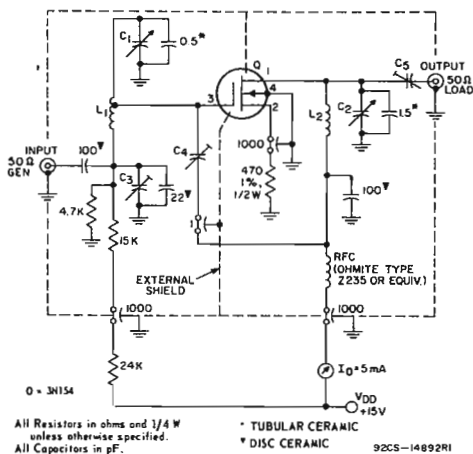 C1
0.5*
Q
1
3
4
2
L1
C4
1000
L2
C5
OUTPUT
50Ω
LOAD
C2
1.5*
INPUT
50Ω
GEN
100▼
C3
22▼
470
1%,
1/2W
100▼
4.7K
15K
1
EXTERNAL
SHIELD
RFC
(OHMITE TYPE
Z235 OR EQUIV.)
1000
1000
24K
ID=5mA
VDD
+15V
Q = 3N154
All Resistors in ohms and 1/4 W
unless otherwise specified.
All Capacitors in pF.
* TUBULAR CERAMIC
▼ DISC CERAMIC
92CS-14892R1